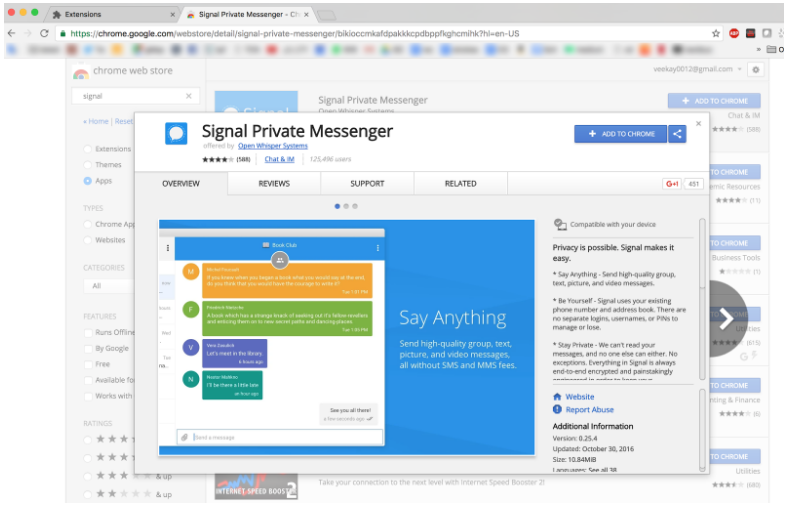 Extensions
Signal Private Messenger - Ch
https://chrome.google.com/webstore/detail/signal-private-messenger/bikioccmkafdpakkkcpdbppfkghcmihk?hl=en-US
chrome web store
veekay0012@gmail.com
signal
Signal Private Messenger
Open Whisper Systems
ADD TO CHROME
Chat & IM
(588)
« Home | Reset
Extensions
Themes
Apps
TYPES
Chrome App
Websites
CATEGORIES
All
FEATURES
Runs Offline
By Google
Free
Available fo
Works with
RATINGS
& up
& up
Signal Private Messenger
offered by Open Whisper Systems
(588) Chat & IM 125,496 users
+ ADD TO CHROME
OVERVIEW REVIEWS SUPPORT RELATED
G+1 451
Book Club
If you knew when you began a book what you would say at the end,
do you think that you would have the courage to write it?
Tue 1:01 PM
A book which has a strange knack of seeking out it's fellow revellers
and enticing them on to new secret paths and dancing places.
Tue 1:05 PM
Let's meet in the library.
6 hours ago
I'll be there a little late
an hour ago
See you all there!
a few seconds ago
Send a message
Say Anything
Send high-quality group, text,
picture, and video messages,
all without SMS and MMS fees.
Compatible with your device
Privacy is possible. Signal makes it
easy.
* Say Anything - Send high-quality group,
text, picture, and video messages.
* Be Yourself - Signal uses your existing
phone number and address book. There are
no separate logins, usernames, or PINs to
manage or lose.
* Stay Private - We can't read your
messages, and no one else can either. No
exceptions. Everything in Signal is always
end-to-end encrypted and painstakingly
engineered in order to keep your
Website
Report Abuse
Additional Information
Version: 0.25.4
Updated: October 30, 2016
Size: 10.84MiB
Languages: See all 38
TO CHROME
emic Resources
(11)
TO CHROME
Business Tools
(1)
TO CHROME
Utilities
(615)
TO CHROME
nting & Finance
(6)
TO CHROME
Utilities
(685)
INTERNET SPEED BOOSTER
2
Take your connection to the next level with Internet Speed Booster 2!